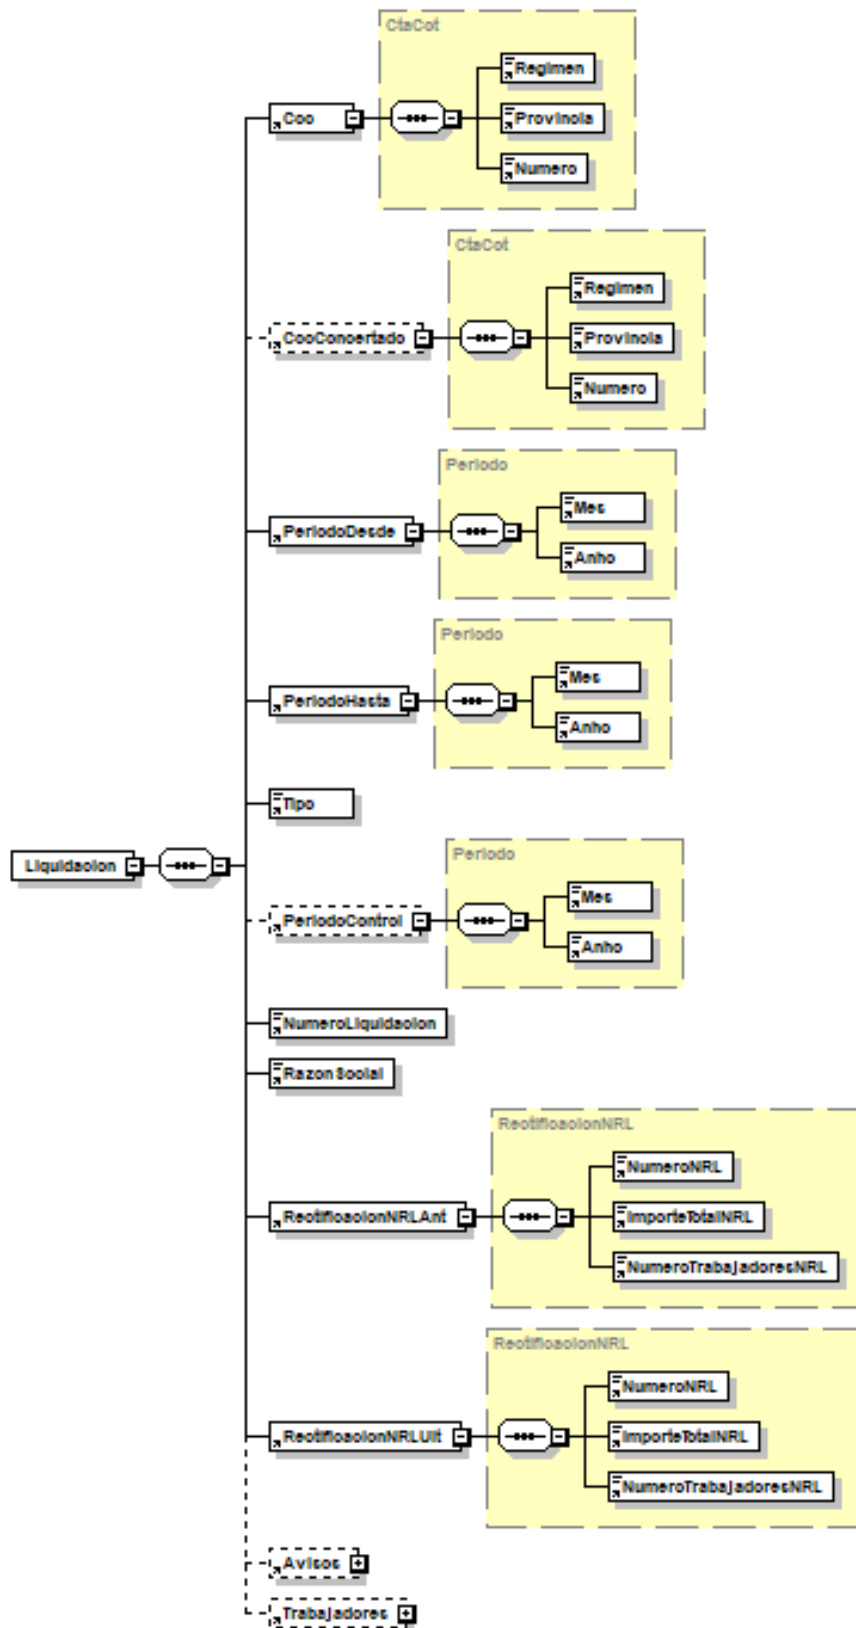 CtaCot
Regimen
Ccc
Provincia
Numero
CtaCot
Regimen
CccConcertado
Provincia
Numero
Periodo
Mes
PeriodoDesde
Anho
Periodo
Mes
PeriodoHasta
Anho
Tipo
Periodo
Liquidacion
Mes
PeriodoControl
Anho
NumeroLiquidacion
RazonSocial
RectificacionNRL
NumeroNRL
RectificacionNRLAnt
ImporteTotalNRL
NumeroTrabajadoresNRL
RectificacionNRL
NumeroNRL
RectificacionNRLUlt
ImporteTotalNRL
NumeroTrabajadoresNRL
Avisos
Trabajadores